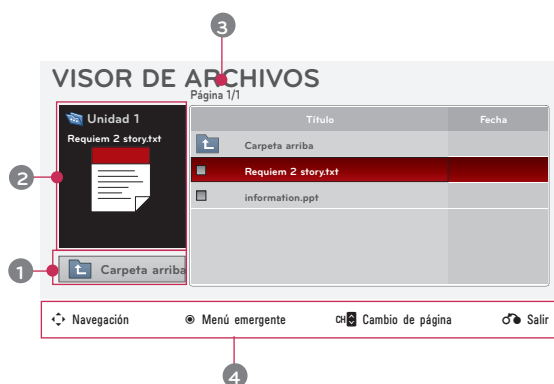 3
VISOR DE ARCHIVOS
Página 1/1
Unidad 1
Requiem 2 story.txt
Título Fecha
Carpeta arriba
Requiem 2 story.txt
information.ppt
2
1
Carpeta arriba
Navegación Menú emergente CH Cambio de página Salir
4